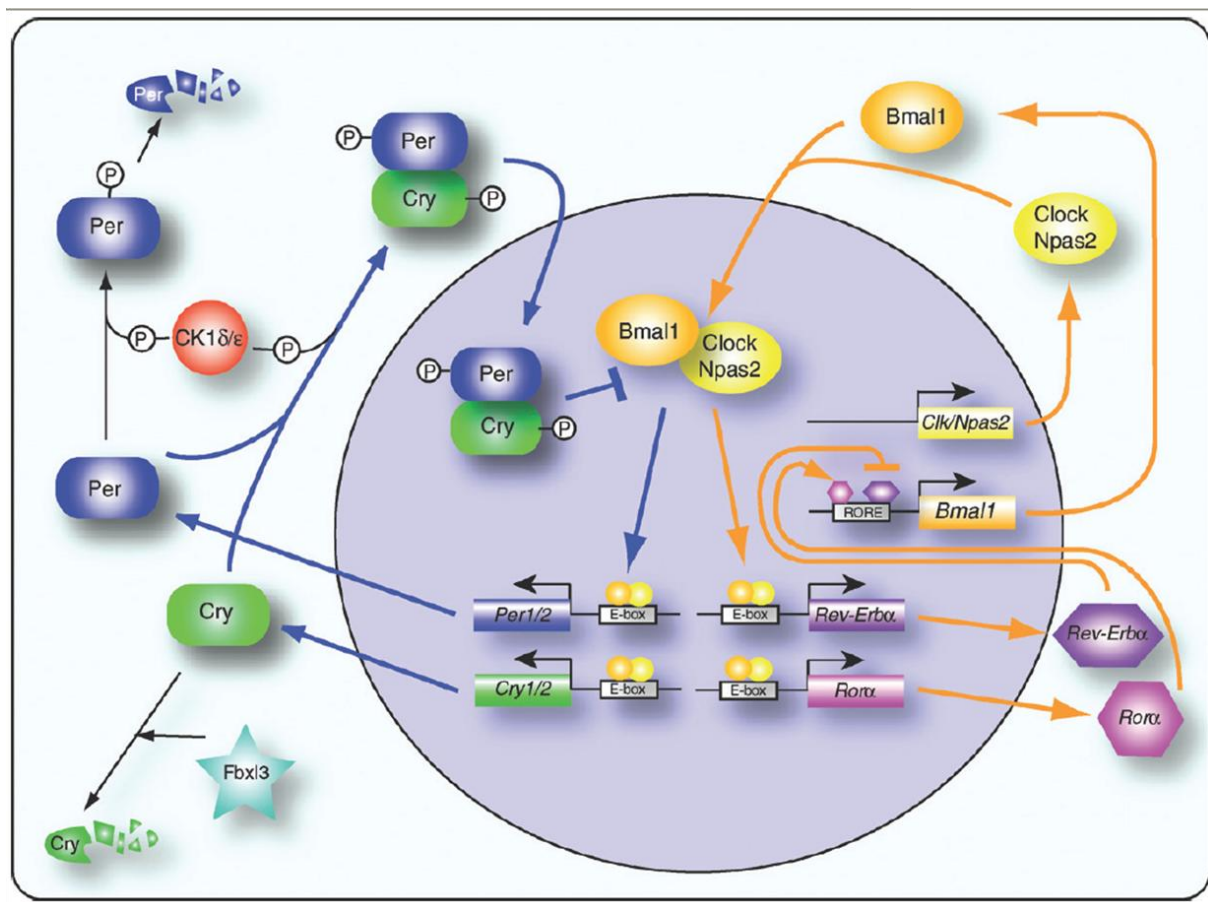 Per
P
Per
P
Per
Cry
P
Bmal1
Clock
Npas2
P
CK1δ/ε
P
Bmal1
Clock
Npas2
P
Per
Cry
P
Clk/Npas2
RORE
Bmal1
Per
Cry
Per1/2
E-box
E-box
Rev-Erbα
Rev-Erbα
Cry1/2
E-box
E-box
Rorα
Rorα
Fbxl3
Cry